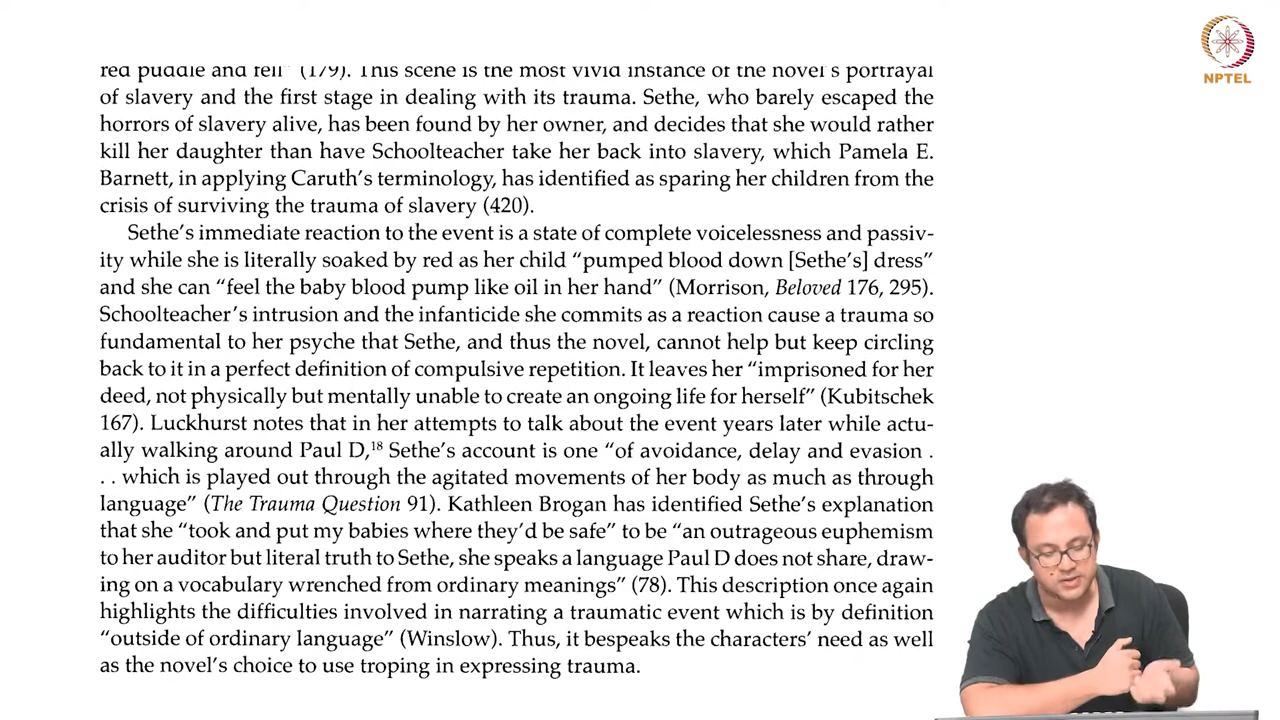 red puddle and fell” (179). This scene is the most vivid instance of the novel’s portrayal
of slavery and the first stage in dealing with its trauma. Sethe, who barely escaped the
horrors of slavery alive, has been found by her owner, and decides that she would rather
kill her daughter than have Schoolteacher take her back into slavery, which Pamela E.
Barnett, in applying Caruth’s terminology, has identified as sparing her children from the
crisis of surviving the trauma of slavery (420).
Sethe’s immediate reaction to the event is a state of complete voicelessness and passiv-
ity while she is literally soaked by red as her child “pumped blood down [Sethe’s] dress”
and she can “feel the baby blood pump like oil in her hand” (Morrison, Beloved 176, 295).
Schoolteacher’s intrusion and the infanticide she commits as a reaction cause a trauma so
fundamental to her psyche that Sethe, and thus the novel, cannot help but keep circling
back to it in a perfect definition of compulsive repetition. It leaves her “imprisoned for her
deed, not physically but mentally unable to create an ongoing life for herself” (Kubitschek
167). Luckhurst notes that in her attempts to talk about the event years later while actu-
ally walking around Paul D,18 Sethe’s account is one “of avoidance, delay and evasion .
. . which is played out through the agitated movements of her body as much as through
language” (The Trauma Question 91). Kathleen Brogan has identified Sethe’s explanation
that she “took and put my babies where they’d be safe” to be “an outrageous euphemism
to her auditor but literal truth to Sethe, she speaks a language Paul D does not share, draw-
ing on a vocabulary wrenched from ordinary meanings” (78). This description once again
highlights the difficulties involved in narrating a traumatic event which is by definition
“outside of ordinary language” (Winslow). Thus, it bespeaks the characters’ need as well
as the novel’s choice to use troping in expressing trauma.
NPTEL